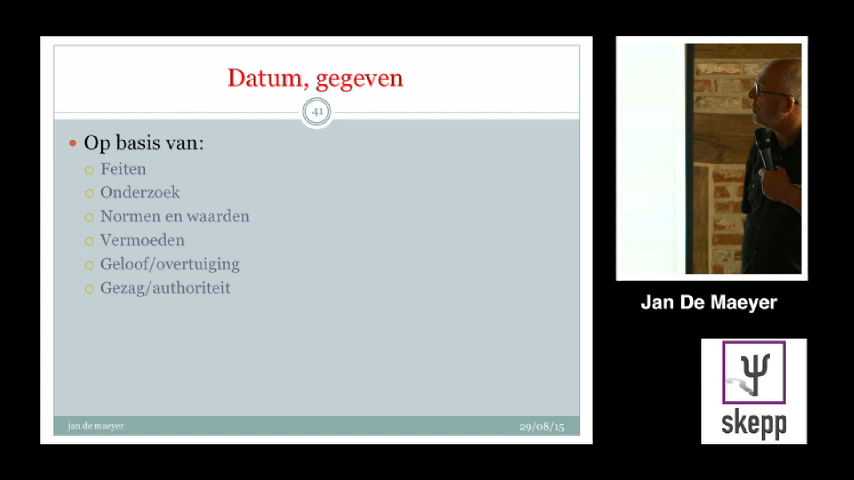 Datum, gegeven
41
Op basis van:
Feiten
Onderzoek
Normen en waarden
Vermoeden
Geloof/overtuiging
Gezag/authoriteit
jan de maeyer
29/08/15
Jan De Maeyer
skepp